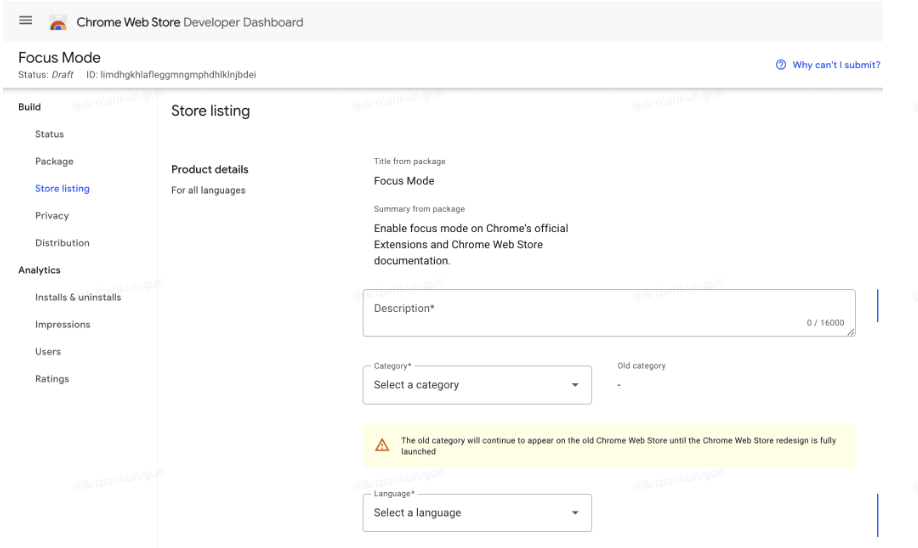 Chrome Web Store Developer Dashboard
Focus Mode
Status: Draft ID: limdhgkhlafleggmngmphdhlklnjbdei
Why can't I submit?
Build
Status
Package
Store listing
Privacy
Distribution
Analytics
Installs & uninstalls
Impressions
Users
Ratings
Store listing
Product details
For all languages
Title from package
Focus Mode
Summary from package
Enable focus mode on Chrome's official
Extensions and Chrome Web Store
documentation.
Description*
0 / 16000
Category*
Select a category
Old category
-
The old category will continue to appear on the old Chrome Web Store until the Chrome Web Store redesign is fully
launched
Language*
Select a language